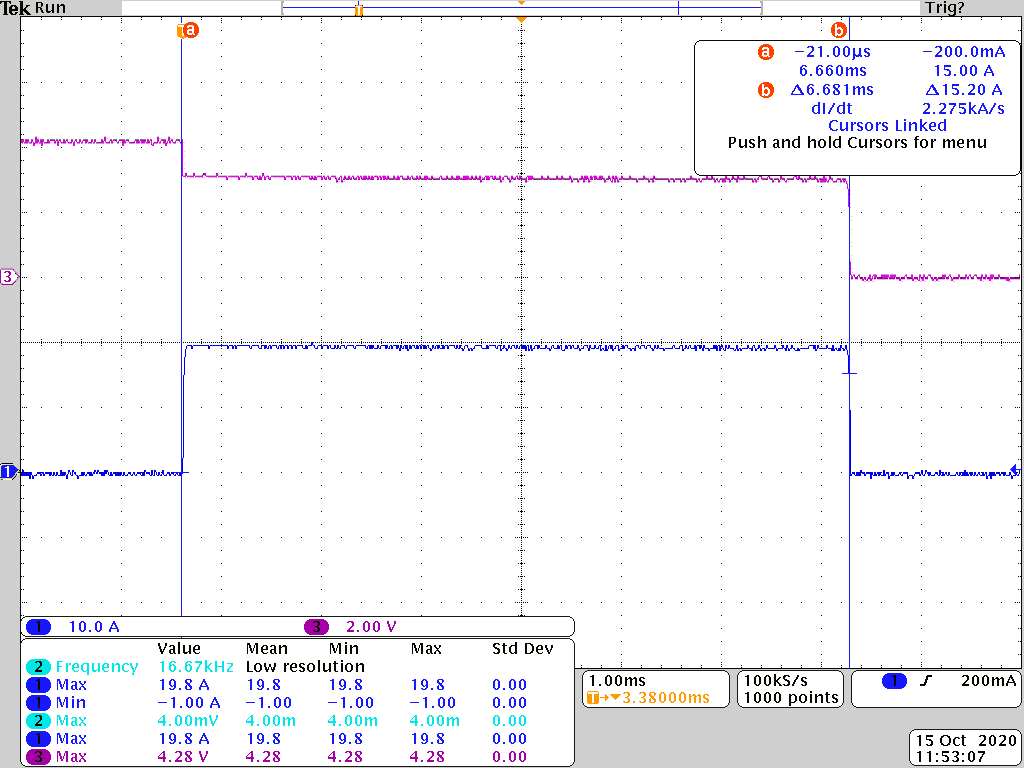 Tek Run Trig?
T a b
a −21.00µs −200.0mA
6.660ms 15.00 A
b Δ6.681ms Δ15.20 A
dI/dt 2.275kA/s
Cursors Linked
Push and hold Cursors for menu
3
1
1 10.0 A 3 2.00 V
Value Mean Min Max Std Dev
2 Frequency 16.67kHz Low resolution
1 Max 19.8 A 19.8 19.8 19.8 0.00
1 Min −1.00 A −1.00 −1.00 −1.00 0.00
2 Max 4.00mV 4.00m 4.00m 4.00m 0.00
1 Max 19.8 A 19.8 19.8 19.8 0.00
3 Max 4.28 V 4.28 4.28 4.28 0.00
1.00ms
T→▼3.38000ms
100kS/s
1000 points
1 200mA
15 Oct 2020
11:53:07